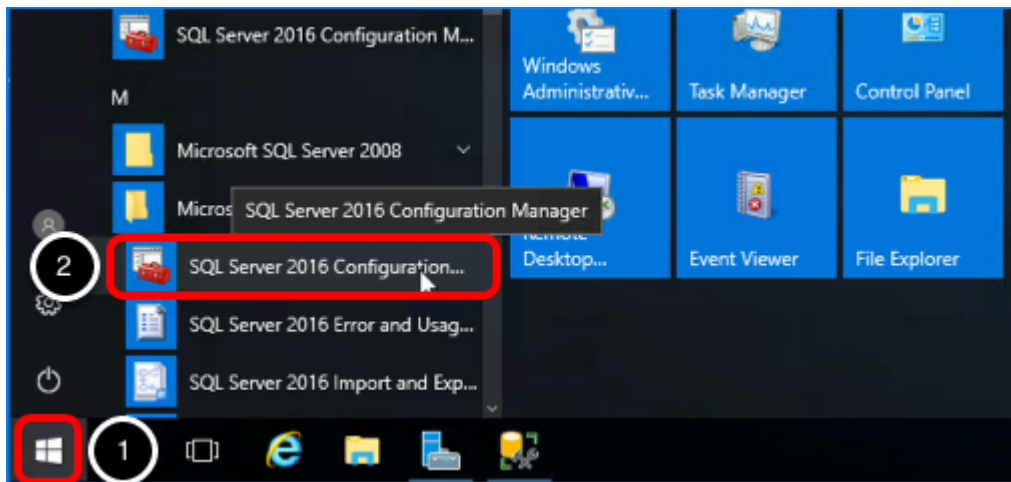 SQL Server 2016 Configuration M...
Windows
Administrativ...
Task Manager
Control Panel
M
Microsoft SQL Server 2008
Micros
SQL Server 2016 Configuration Manager
Desktop...
Event Viewer
File Explorer
2
SQL Server 2016 Configuration...
SQL Server 2016 Error and Usag...
SQL Server 2016 Import and Exp...
1